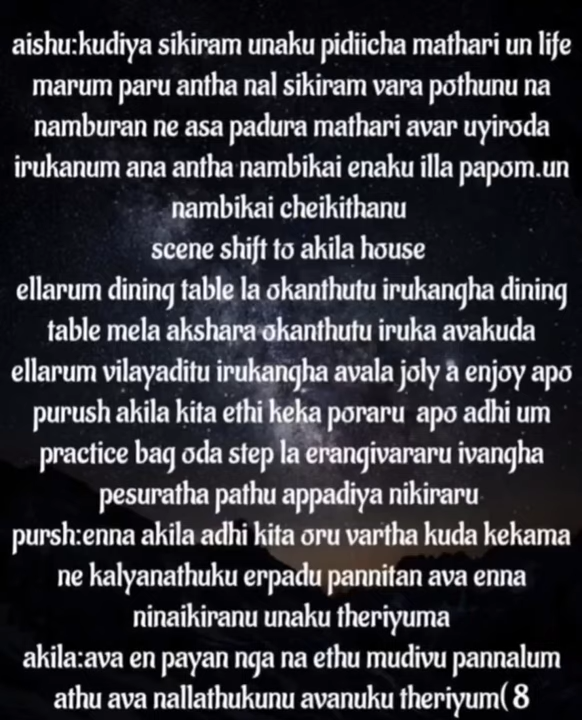 aishu:kudiya sikiram unaku pidiicha mathari un life
marum paru antha nal sikiram vara pothunu na
namburan ne asa padura mathari avar uyiroda
irukanum ana antha nambikai enaku illa papom.un
nambikai cheikithanu
scene shift to akila house
ellarum dining table la okanthutu irukangha dining
table mela akshara okanthutu iruka avakuda
ellarum vilayaditu irukangha avala joly a enjoy apo
purush akila kita ethi keka poraru apo adhi um
practice bag oda step la erangivararu ivangha
pesuratha pathu appadiya nikiraru
pursh:enna akila adhi kita oru vartha kuda kekama
ne kalyanathuku erpadu pannitan ava enna
ninaikiranu unaku theriyuma
akila:ava en payan nga na ethu mudivu pannalum
athu ava nallathukunu avanuku theriyum( 8